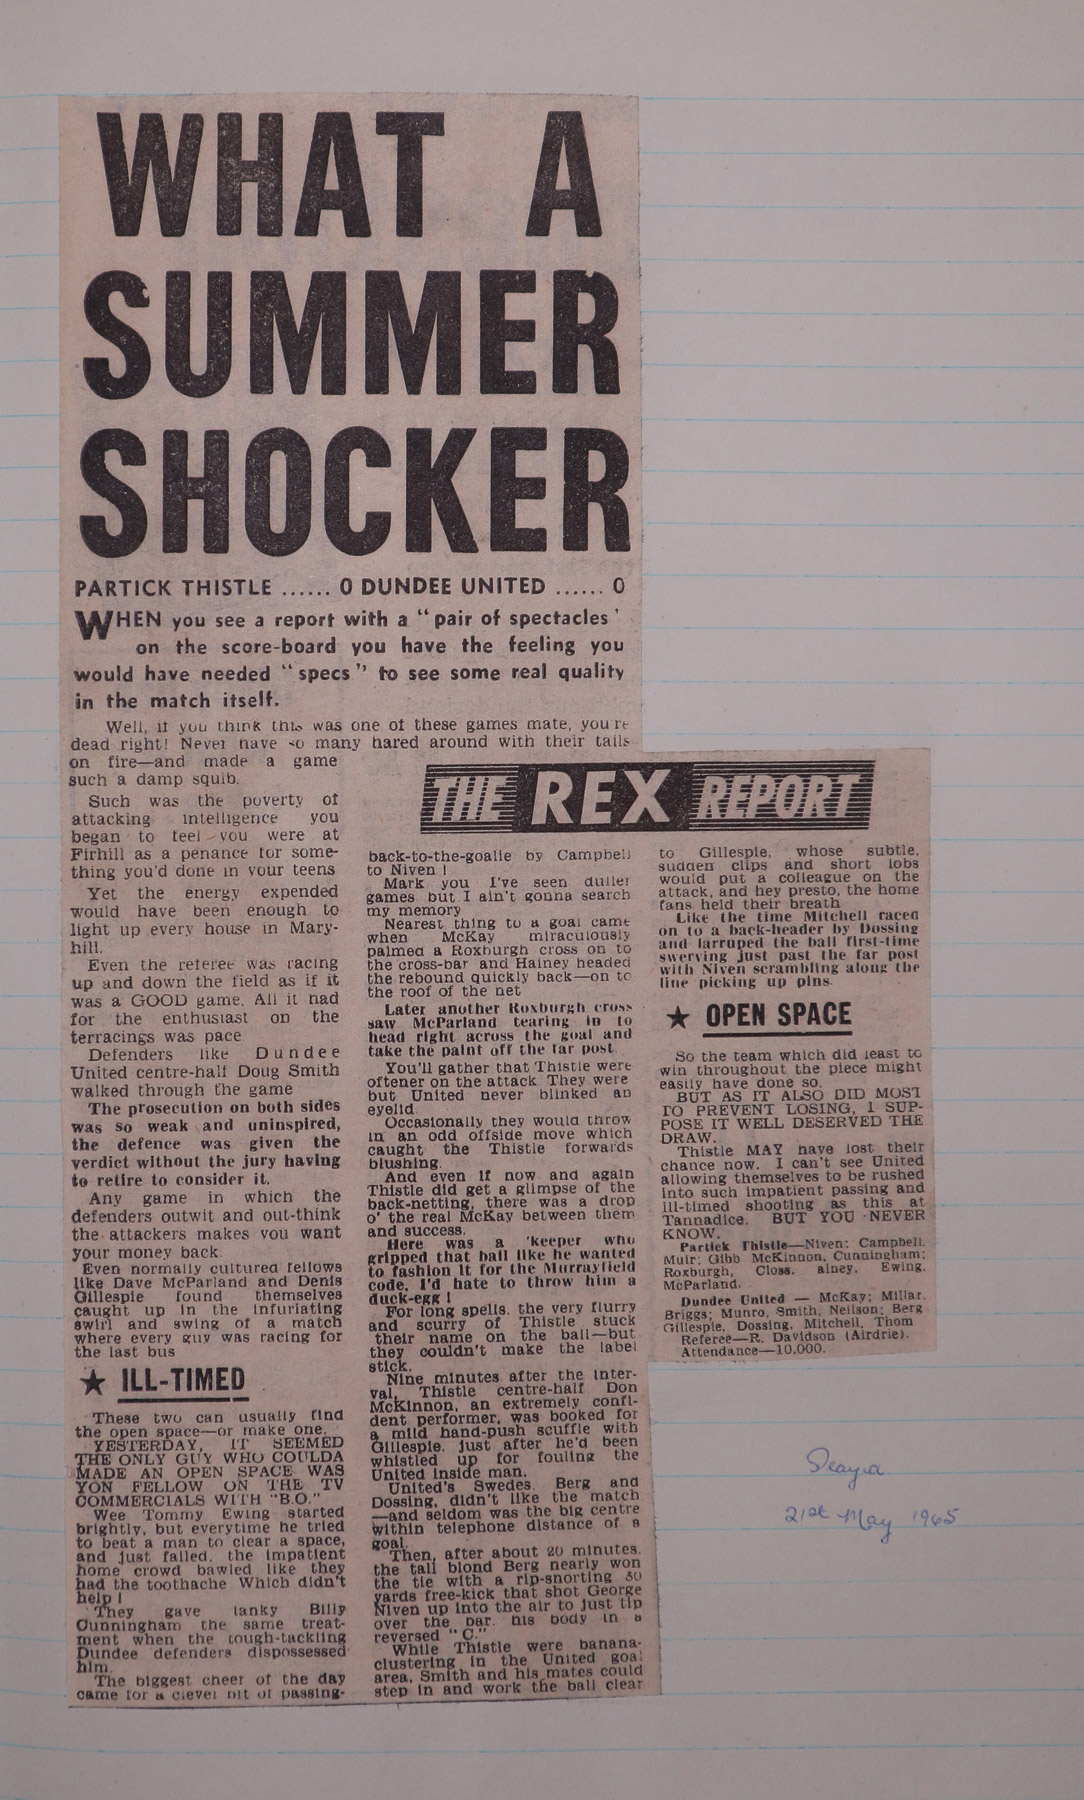 WHAT A
SUMMER
SHOCKER
PARTICK THISTLE ...... 0 DUNDEE UNITED ...... 0
WHEN you see a report with a “pair of spectacles’
on the score-board you have the feeling you
would have needed “specs” to see some real quality
in the match itself.
Well, if you think this was one of these games mate, you're
dead right! Never have so many hared around with their tails
on fire—and made a game
such a damp squib.
Such was the poverty of
attacking intelligence you
began to feel you were at
Firhill as a penance for some-
thing you'd done in your teens
Yet the energy expended
would have been enough to
light up every house in Mary-
hill.
Even the referee was racing
up and down the field as if it
was a GOOD game. All it had
for the enthusiast on the
terracings was pace
Defenders like Dundee
United centre-half Doug Smith
walked through the game
The prosecution on both sides
was so weak and uninspired,
the defence was given the
verdict without the jury having
to retire to consider it.
Any game in which the
defenders outwit and out-think
the attackers makes you want
your money back
Even normally cultured fellows
like Dave McParland and Denis
Gillespie found themselves
caught up in the infuriating
swirl and swing of a match
where every guy was racing for
the last bus
★ ILL-TIMED
These two can usually find
the open space—or make one.
YESTERDAY, IT SEEMED
THE ONLY GUY WHO COULDA
MADE AN OPEN SPACE WAS
YON FELLOW ON THE TV
COMMERCIALS WITH "B.O."
Wee Tommy Ewing started
brightly, but everytime he tried
to beat a man to clear a space,
and just failed, the impatient
home crowd bawled like they
had the toothache Which didn't
help!
They gave lanky Billy
Cunningham the same treat-
ment when the tough-tackling
Dundee defenders dispossessed
him.
The biggest cheer of the day
came for a clever bit of passing-
THE REX REPORT
back-to-the-goalie by Campbell
to Niven!
Mark you I've seen duller
games but I ain't gonna search
my memory
Nearest thing to a goal came
when McKay miraculously
palmed a Roxburgh cross on to
the cross-bar and Hainey headed
the rebound quickly back—on to
the roof of the net
Later another Roxburgh cross
saw McParland tearing in to
head right across the goal and
take the paint off the far post.
You'll gather that Thistle were
oftener on the attack They were
but United never blinked an
eyelid.
Occasionally they would throw
in an odd offside move which
caught the Thistle forwards
blushing.
And even if now and again
Thistle did get a glimpse of the
back-netting, there was a drop
o' the real McKay between them
and success.
Here was a 'keeper who
gripped that ball like he wanted
to fashion it for the Murrayfield
code. I'd hate to throw him a
duck-egg!
For long spells, the very flurry
and scurry of Thistle stuck
their name on the ball—but
they couldn't make the label
stick.
Nine minutes after the inter-
val, Thistle centre-half Don
McKinnon, an extremely confi-
dent performer, was booked for
a mild hand-push scuffle with
Gillespie, just after he'd been
whistled up for fouling the
United inside man.
United's Swedes, Berg and
Dossing, didn't like the match
—and seldom was the big centre
within telephone distance of a
goal.
Then, after about 20 minutes,
the tall blond Berg nearly won
the tie with a rip-snorting 30
yards free-kick that shot George
Niven up into the air to just tip
over the bar, his body in a
reversed "C."
While Thistle were banana-
clustering in the United goal
area, Smith and his mates could
step in and work the ball clear
to Gillespie, whose subtle,
sudden clips and short lobs
would put a colleague on the
attack, and hey presto, the home
fans held their breath
Like the time Mitchell raced
on to a back-header by Dossing
and larruped the ball first-time
swerving just past the far post
with Niven scrambling along the
line picking up pins.
★ OPEN SPACE
So the team which did least to
win throughout the piece might
easily have done so.
BUT AS IT ALSO DID MOST
TO PREVENT LOSING, I SUP-
POSE IT WELL DESERVED THE
DRAW.
Thistle MAY have lost their
chance now. I can't see United
allowing themselves to be rushed
into such impatient passing and
ill-timed shooting as this at
Tannadice. BUT YOU NEVER
KNOW.
Partick Thistle—Niven; Campbell,
Muir; Gibb McKinnon, Cunningham;
Roxburgh, Closs, ainey, Ewing,
McParland.
Dundee United — McKay; Millar,
Briggs; Munro, Smith, Neilson; Berg
Gillespie, Dossing, Mitchell, Thom
Referee—R. Davidson (Airdrie).
Attendance—10,000.
21st May 1965